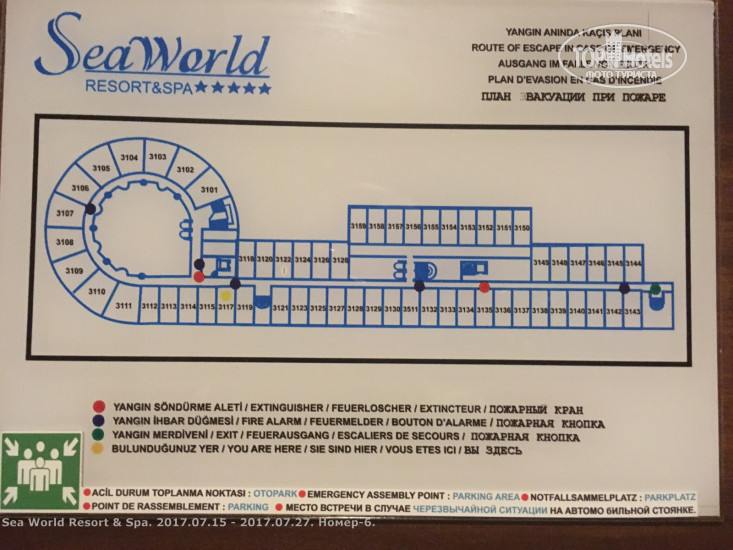 Sea World
RESORT&SPA★★★★★
YANGIN ANINDA KAÇIŞ PLANI
ROUTE OF ESCAPE IN CASE OF EMERGENCY
AUSGANG IM
PLAN D'EVASION EN CAS D'INCENDIE
ПЛАН ЭВАКУАЦИИ ПРИ ПОЖАРЕ
TOP Hotels
ФОТО ТУРИСТА
3104 3103
3105 3102
3106 3101
3107
3108
3109
3110
3111 3112 3113 3114 3115 3117 3119
3118 3120 3122 3124 3126 3128
3159 3158 3157 3156 3155 3154 3153 3152 3151 3150
3148 3147 3146 3145 3144
3121 3123 3125 3127 3128 3129 3130 3511 3132 3133 3134 3135 3136 3137 3138 3139 3140 3141 3142 3143
YANGIN SÖNDÜRME ALETİ / EXTINGUISHER / FEUERLOSCHER / EXTINCTEUR / ПОЖАРНЫЙ КРАН
YANGIN İHBAR DÜĞMESİ / FIRE ALARM / FEUERMELDER / BOUTON D'ALARME / ПОЖАРНАЯ КНОПКА
YANGIN MERDİVENİ / EXIT / FEUERAUSGANG / ESCALIERS DE SECOURS / ПОЖАРНАЯ КНОПКА
BULUNDUĞUNUZ YER / YOU ARE HERE / SIE SIND HIER / VOUS ETES ICI / ВЫ ЗДЕСЬ
ACİL DURUM TOPLANMA NOKTASI : OTOPARK EMERGENCY ASSEMBLY POINT : PARKING AREA NOTFALLSAMMELPLATZ : PARKPLATZ
POINT DE RASSEMBLEMENT : PARKING МЕСТО ВСТРЕЧИ В СЛУЧАЕ ЧЕРЕЗВЫЧАЙНОЙ СИТУАЦИИ НА АВТОМО БИЛЬНОЙ СТОЯНКЕ.
Sea World Resort & Spa. 2017.07.15 - 2017.07.27. Номер-6.